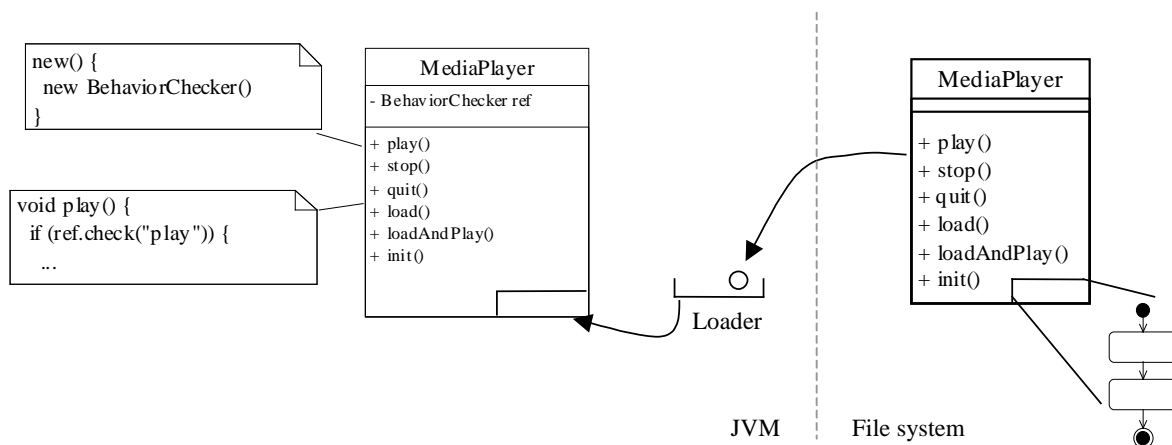 new() {
new BehaviorChecker()
}
void play() {
if (ref.check("play")) {
...
MediaPlayer
- BehaviorChecker ref
+ play()
+ stop()
+ quit()
+ load()
+ loadAndPlay()
+ init()
Loader
JVM
MediaPlayer
+ play()
+ stop()
+ quit()
+ load()
+ loadAndPlay()
+ init()
File system